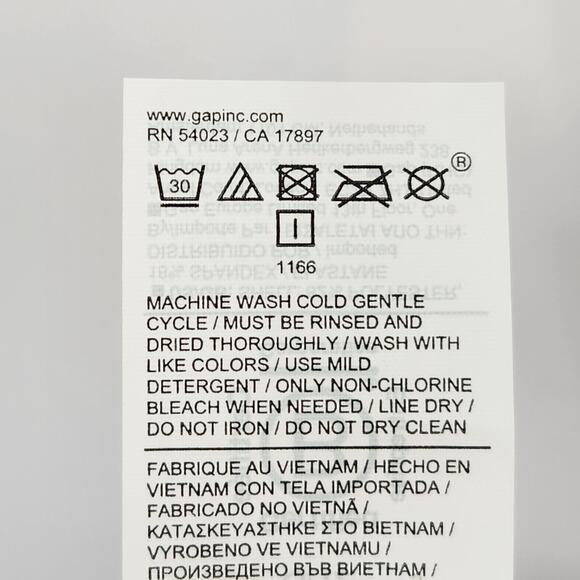 www.gapinc.com
RN 54023 / CA 17897
30
®
1166
MACHINE WASH COLD GENTLE
CYCLE / MUST BE RINSED AND
DRIED THOROUGHLY / WASH WITH
LIKE COLORS / USE MILD
DETERGENT / ONLY NON-CHLORINE
BLEACH WHEN NEEDED / LINE DRY /
DO NOT IRON / DO NOT DRY CLEAN
FABRIQUE AU VIETNAM / HECHO EN
VIETNAM CON TELA IMPORTADA /
FABRICADO NO VIETNÃ /
ΚΑΤΑΣΚΕΥΑΣΤΗΚΕ ΣΤΟ ΒΙΕΤΝΑΜ /
VYROBENO VE VIETNAMU /
ПРОИЗВЕДЕНО ВЪВ ВИЕТНАМ /